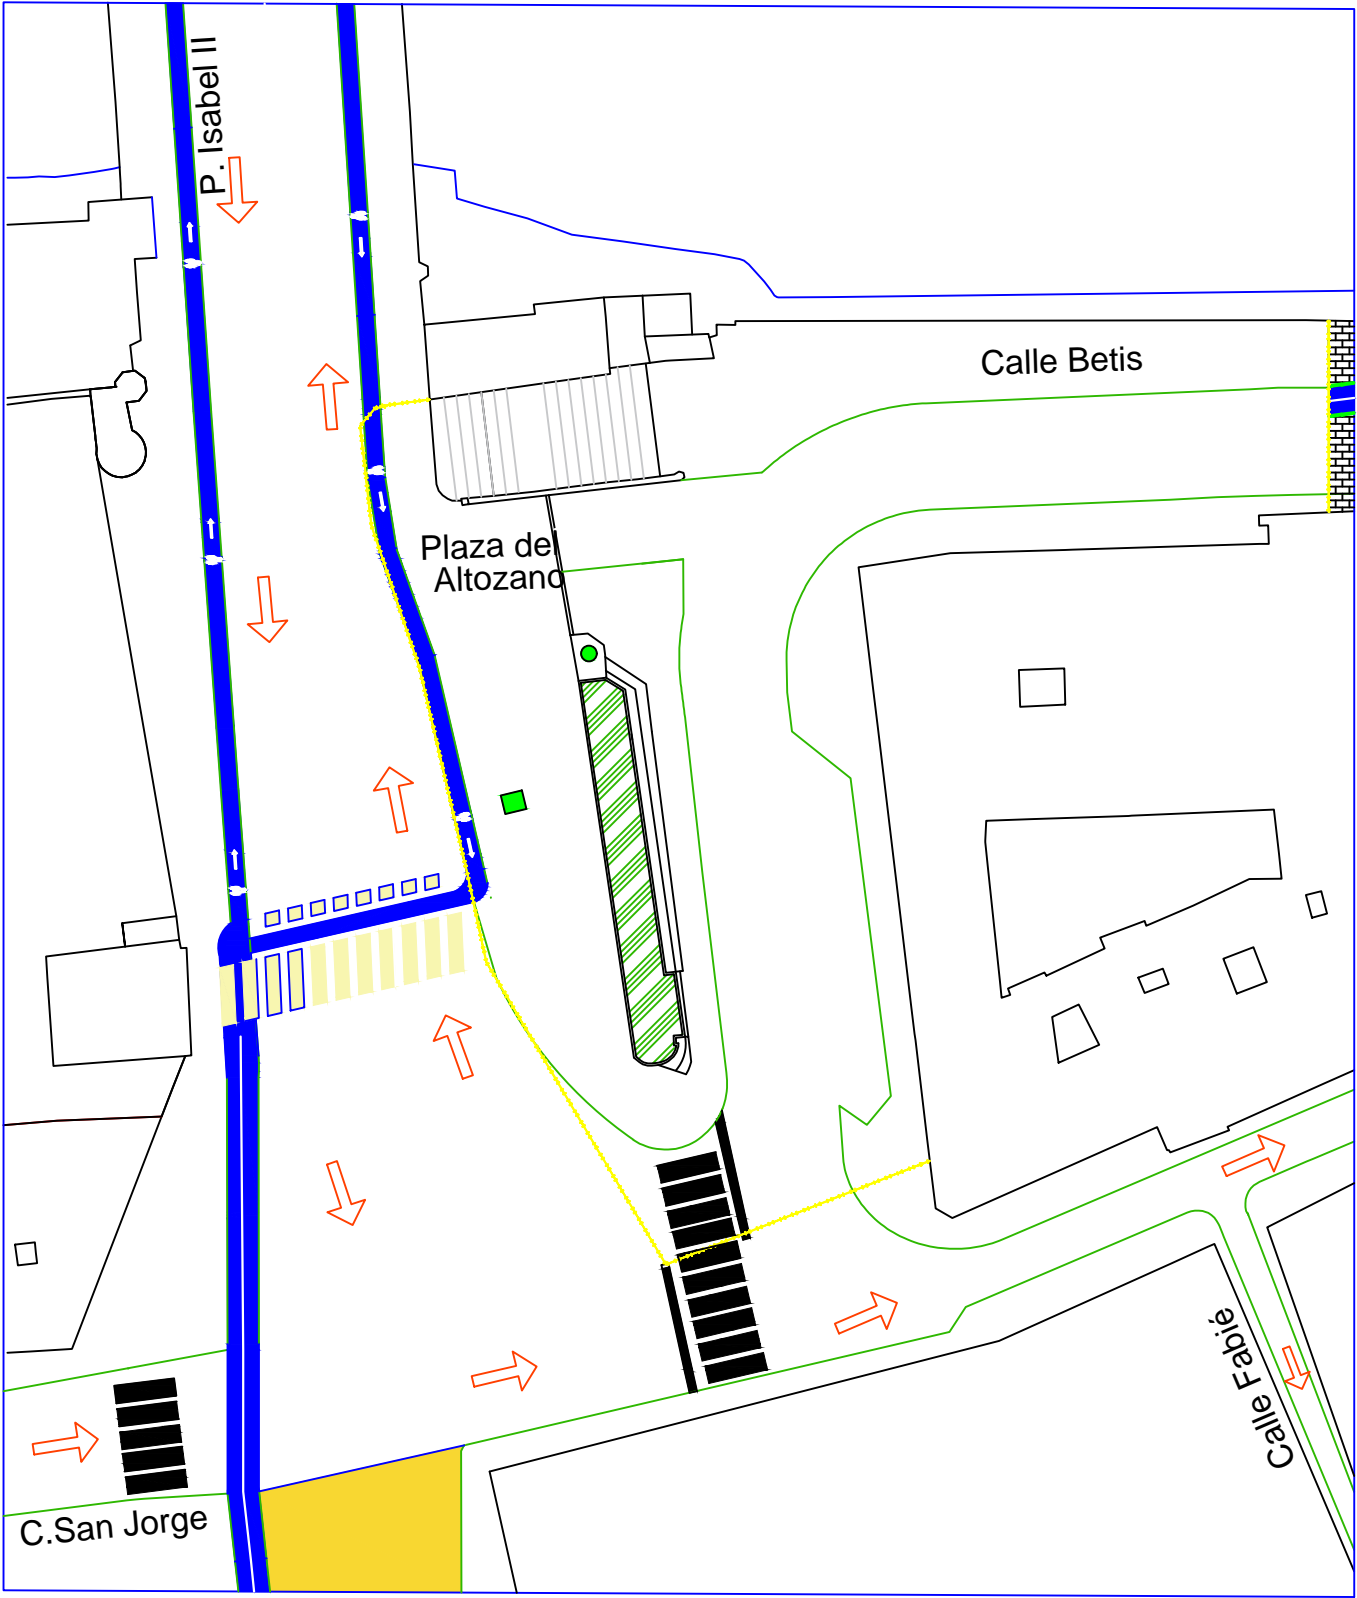 P. Isabel II
Calle Betis
Plaza del
Altozano
Calle Fabié
C.San Jorge